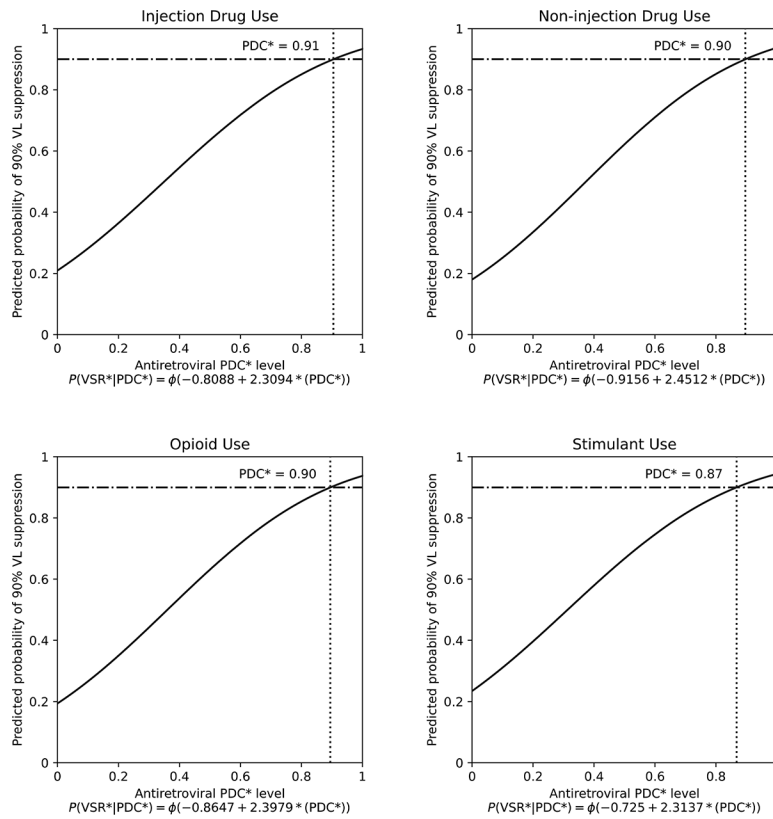 Injection Drug Use
PDC* = 0.91
1
0.8
0.6
0.4
0.2
0
Predicted probability of 90% VL suppression
0 0.2 0.4 0.6 0.8 1
Antiretroviral PDC* level
P(VSR*|PDC*) = ϕ(−0.8088 + 2.3094 * (PDC*))
Non-injection Drug Use
PDC* = 0.90
1
0.8
0.6
0.4
0.2
0
Predicted probability of 90% VL suppression
0 0.2 0.4 0.6 0.8
Antiretroviral PDC* level
P(VSR*|PDC*) = ϕ(−0.9156 + 2.4512 * (PDC*))
Opioid Use
PDC* = 0.90
1
0.8
0.6
0.4
0.2
0
Predicted probability of 90% VL suppression
0 0.2 0.4 0.6 0.8 1
Antiretroviral PDC* level
P(VSR*|PDC*) = ϕ(−0.8647 + 2.3979 * (PDC*))
Stimulant Use
PDC* = 0.87
1
0.8
0.6
0.4
0.2
0
Predicted probability of 90% VL suppression
0 0.2 0.4 0.6 0.8
Antiretroviral PDC* level
P(VSR*|PDC*) = ϕ(−0.725 + 2.3137 * (PDC*))